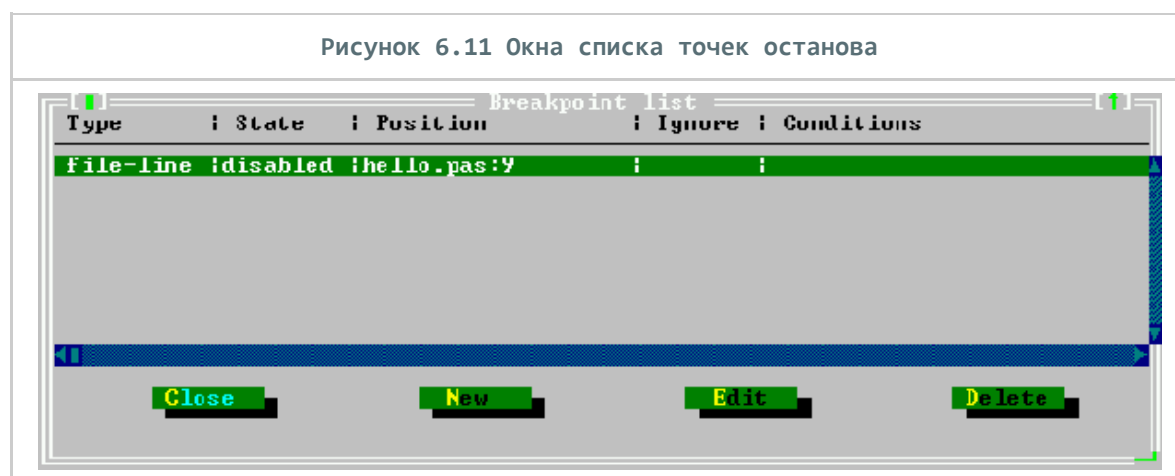 Рисунок 6.11 Окна списка точек останова
Breakpoint list
Type | State | Position | Ignore | Conditions
file-line |disabled |hello.pas:9 | |
Close New Edit Delete